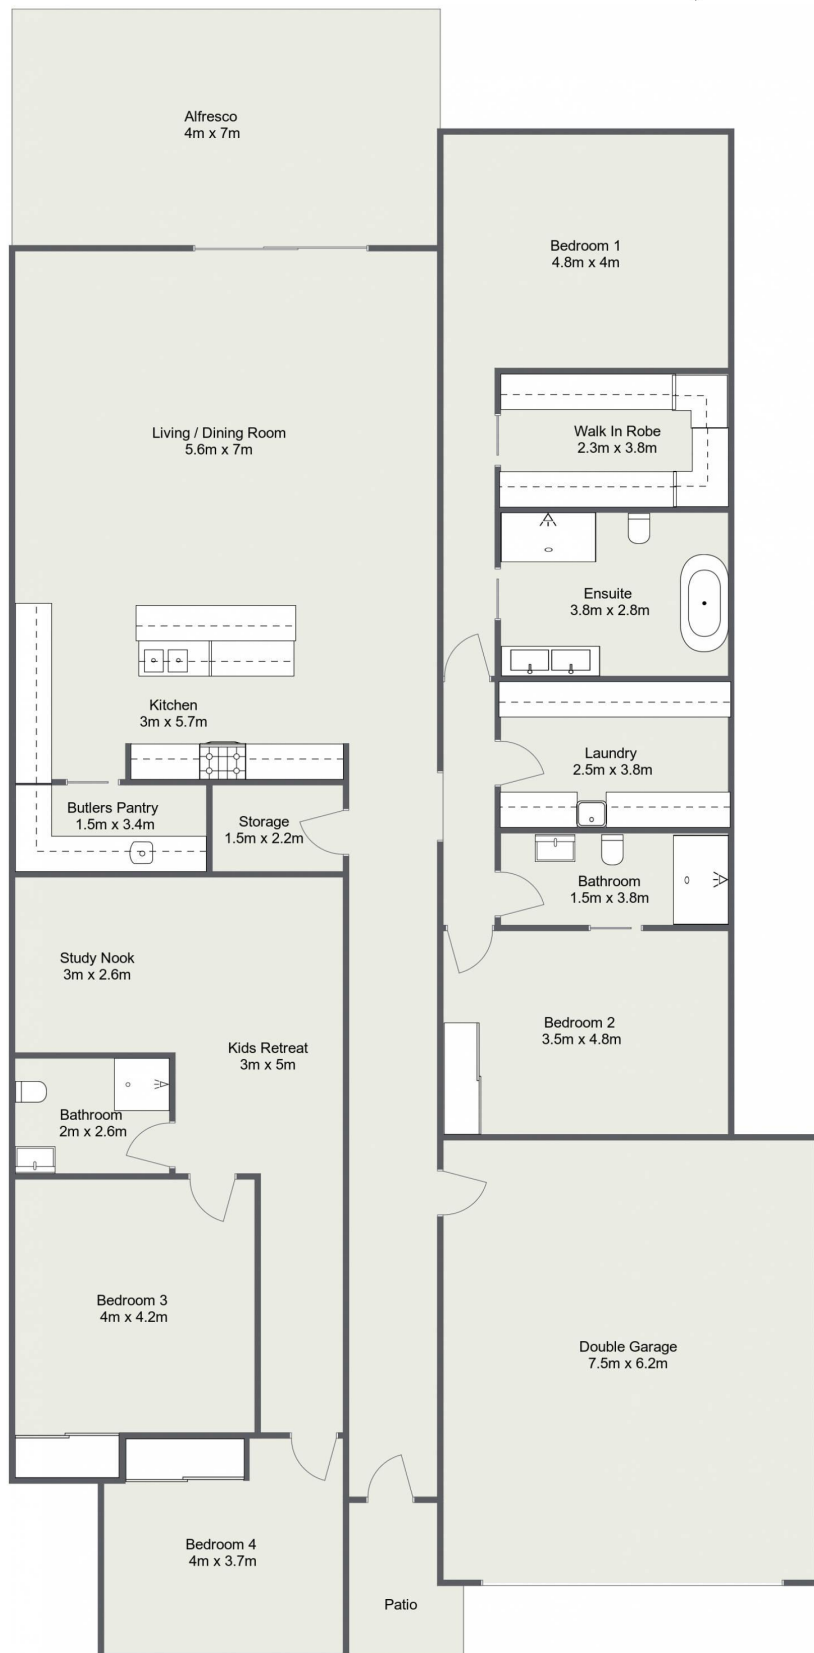 Alfresco
4m x 7m
Bedroom 1
4.8m x 4m
Living / Dining Room
5.6m x 7m
Walk In Robe
2.3m x 3.8m
Ensuite
3.8m x 2.8m
Kitchen
3m x 5.7m
Laundry
2.5m x 3.8m
Butlers Pantry
1.5m x 3.4m
Storage
1.5m x 2.2m
Bathroom
1.5m x 3.8m
Study Nook
3m x 2.6m
Kids Retreat
3m x 5m
Bedroom 2
3.5m x 4.8m
Bathroom
2m x 2.6m
Bedroom 3
4m x 4.2m
Double Garage
7.5m x 6.2m
Bedroom 4
4m x 3.7m
Patio